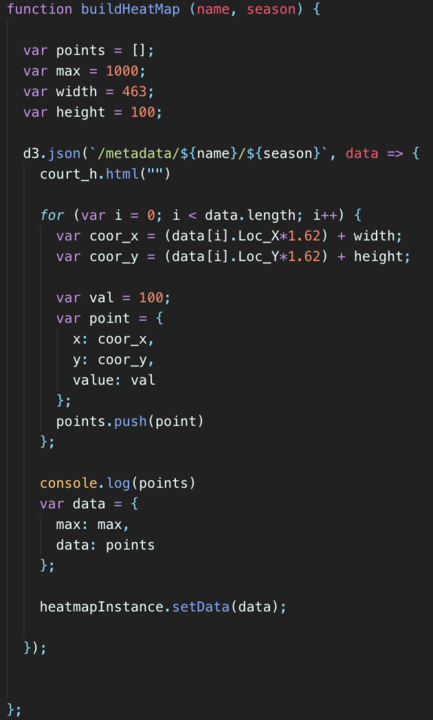 function buildHeatMap (name, season) {
var points = [];
var max = 1000;
var width = 463;
var height = 100;
d3.json(`/metadata/${name}/${season}`, data => {
court_h.html("")
for (var i = 0; i < data.length; i++) {
var coor_x = (data[i].Loc_X*1.62) + width;
var coor_y = (data[i].Loc_Y*1.62) + height;
var val = 100;
var point = {
x: coor_x,
y: coor_y,
value: val
};
points.push(point)
};
console.log(points)
var data = {
max: max,
data: points
};
heatmapInstance.setData(data);
});
};